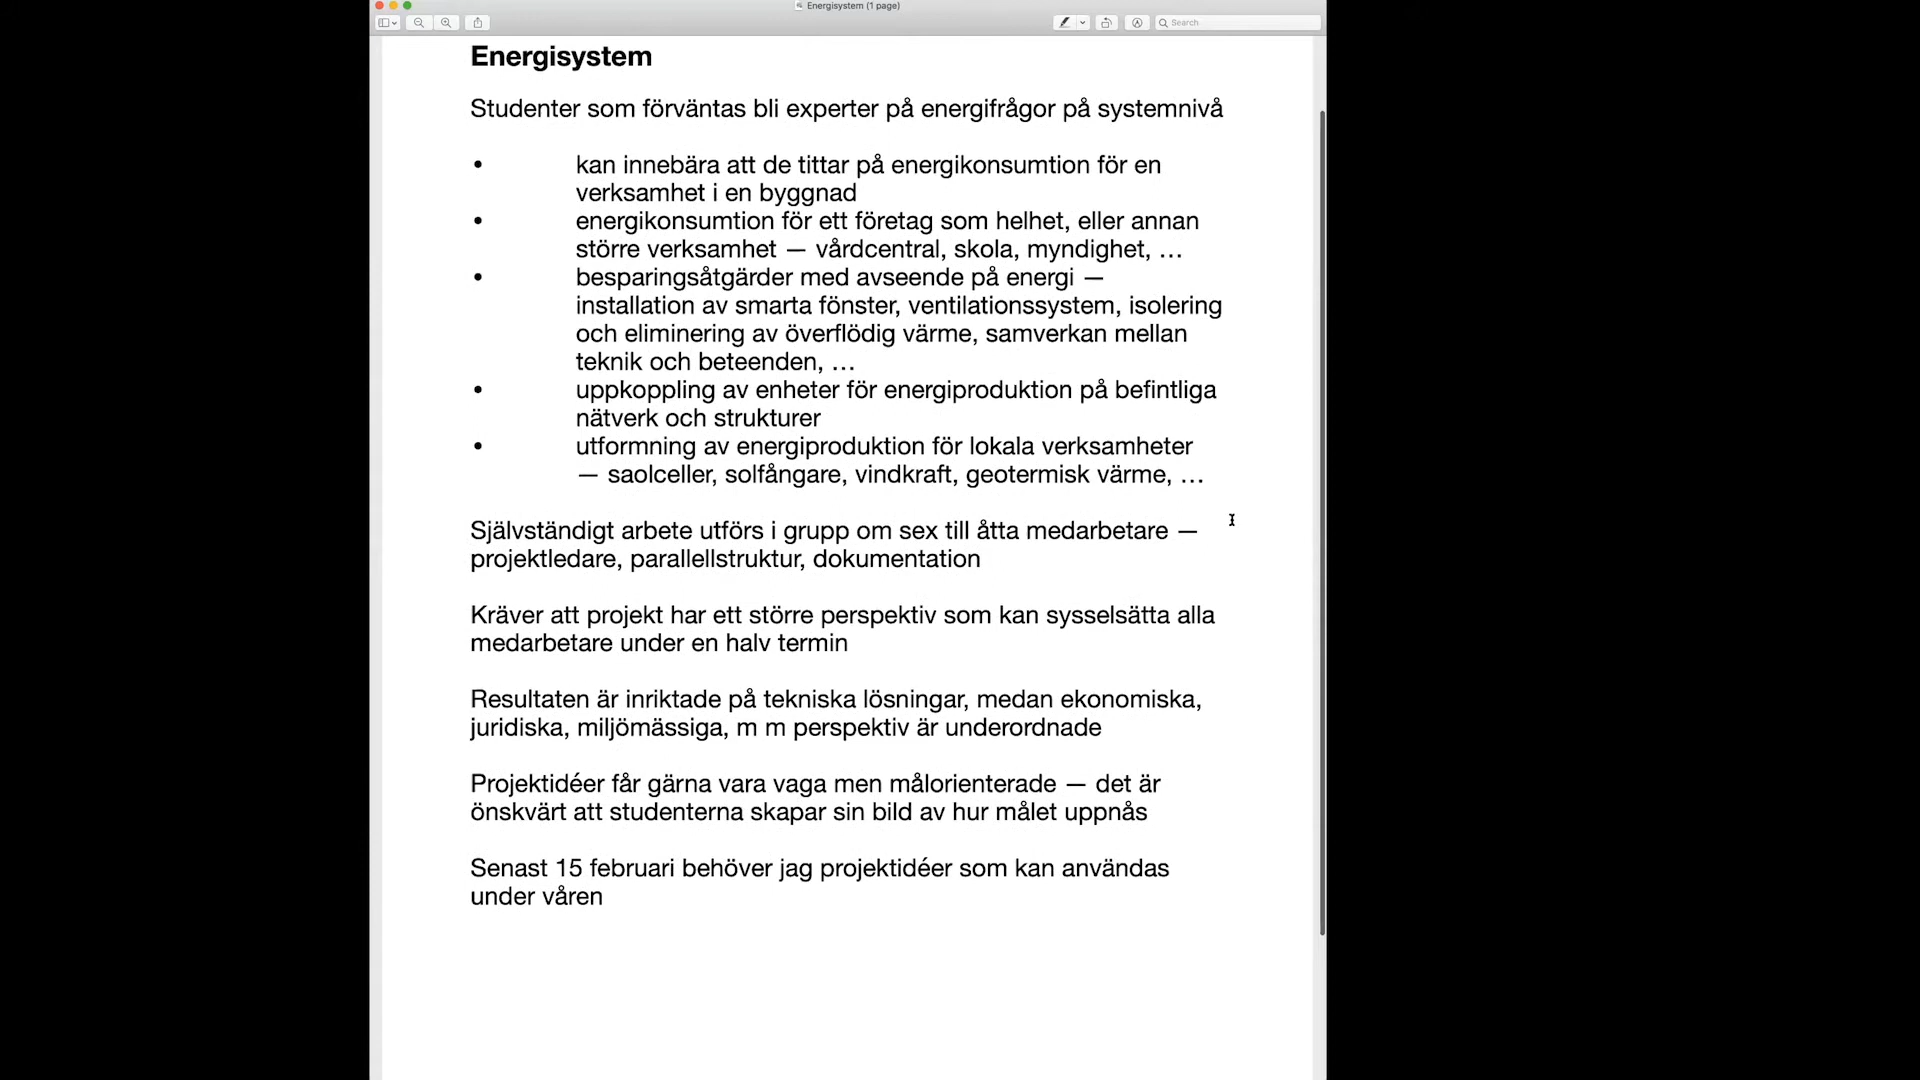 Energisystem (1 page)
Search
Energisystem
Studenter som förväntas bli experter på energifrågor på systemnivå
• kan innebära att de tittar på energikonsumtion för en
verksamhet i en byggnad
• energikonsumtion för ett företag som helhet, eller annan
större verksamhet — vårdcentral, skola, myndighet, …
• besparingsåtgärder med avseende på energi —
installation av smarta fönster, ventilationssystem, isolering
och eliminering av överflödig värme, samverkan mellan
teknik och beteenden, …
• uppkoppling av enheter för energiproduktion på befintliga
nätverk och strukturer
• utformning av energiproduktion för lokala verksamheter
— saolceller, solfångare, vindkraft, geotermisk värme, …
Självständigt arbete utförs i grupp om sex till åtta medarbetare —
projektledare, parallellstruktur, dokumentation
Kräver att projekt har ett större perspektiv som kan sysselsätta alla
medarbetare under en halv termin
Resultaten är inriktade på tekniska lösningar, medan ekonomiska,
juridiska, miljömässiga, m m perspektiv är underordnade
Projektidéer får gärna vara vaga men målorienterade — det är
önskvärt att studenterna skapar sin bild av hur målet uppnås
Senast 15 februari behöver jag projektidéer som kan användas
under våren